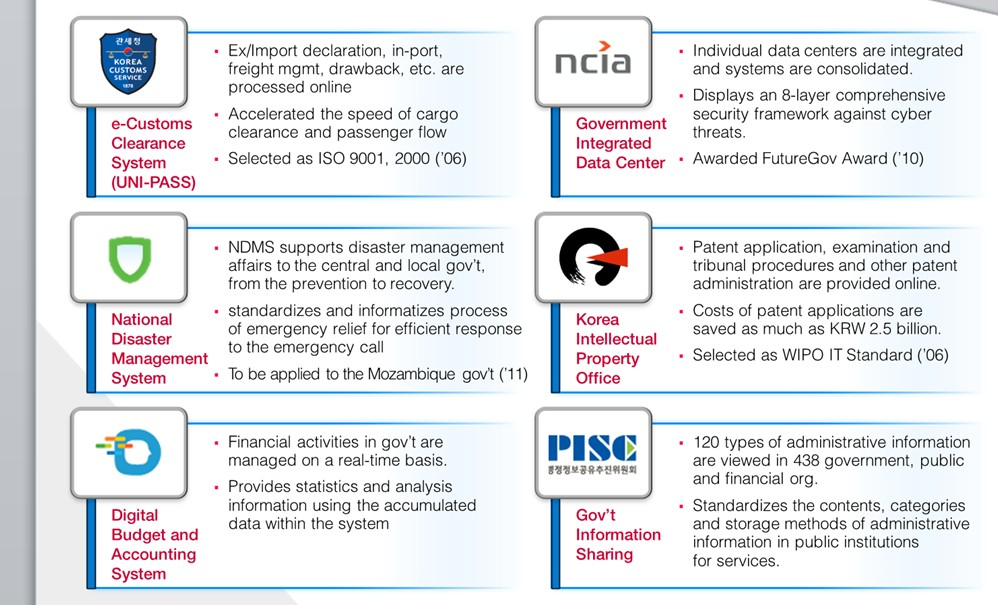 관세청
KOREA
CUSTOMS
SERVICE
1878
e-Customs
Clearance
System
(UNI-PASS)
▪ Ex/Import declaration, in-port,
freight mgmt, drawback, etc. are
processed online
▪ Accelerated the speed of cargo
clearance and passenger flow
▪ Selected as ISO 9001, 2000 (’06)
ncia
Government
Integrated
Data Center
▪ Individual data centers are integrated
and systems are consolidated.
▪ Displays an 8-layer comprehensive
security framework against cyber
threats.
▪ Awarded FutureGov Award (’10)
National
Disaster
Management
System
▪ NDMS supports disaster management
affairs to the central and local gov’t,
from the prevention to recovery.
▪ standardizes and informatizes process
of emergency relief for efficient response
to the emergency call
▪ To be applied to the Mozambique gov’t (’11)
Korea
Intellectual
Property
Office
▪ Patent application, examination and
tribunal procedures and other patent
administration are provided online.
▪ Costs of patent applications are
saved as much as KRW 2.5 billion.
▪ Selected as WIPO IT Standard (’06)
Digital
Budget and
Accounting
System
▪ Financial activities in gov’t are
managed on a real-time basis.
▪ Provides statistics and analysis
information using the accumulated
data within the system
PISC
행정정보공유추진위원회
Gov’t
Information
Sharing
▪ 120 types of administrative information
are viewed in 438 government, public
and financial org.
▪ Standardizes the contents, categories
and storage methods of administrative
information in public institutions
for services.